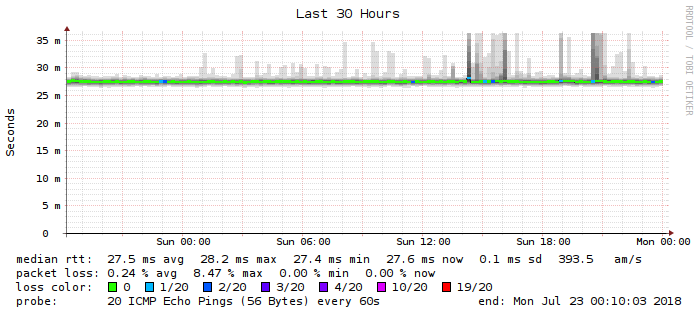 Last 30 Hours
RRDTOOL / TOBI OETIKER
Seconds
35 m
30 m
25 m
20 m
15 m
10 m
5 m
0
Sun 00:00 Sun 06:00 Sun 12:00 Sun 18:00 Mon 00:00
median rtt: 27.5 ms avg 28.2 ms max 27.4 ms min 27.6 ms now 0.1 ms sd 393.5 am/s
packet loss: 0.24 % avg 8.47 % max 0.00 % min 0.00 % now
loss color: 0 1/20 2/20 3/20 4/20 10/20 19/20
probe: 20 ICMP Echo Pings (56 Bytes) every 60s end: Mon Jul 23 00:10:03 2018